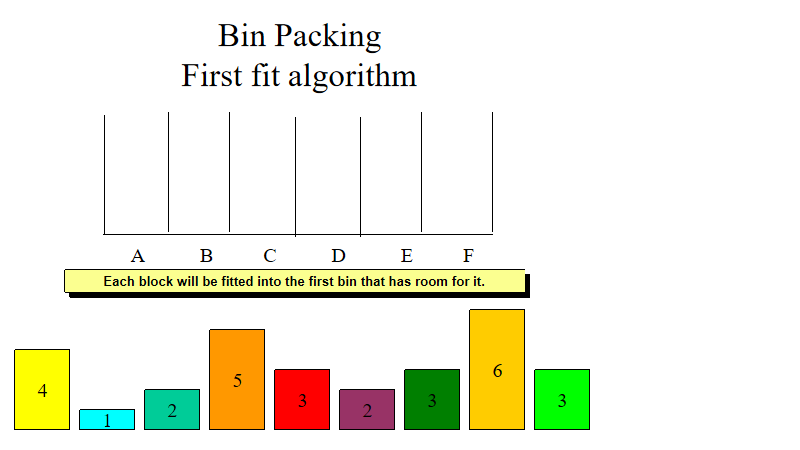 Bin Packing
First fit algorithm
A B C D E F
Each block will be fitted into the first bin that has room for it.
4 1 2 5 3 2 3 6 3